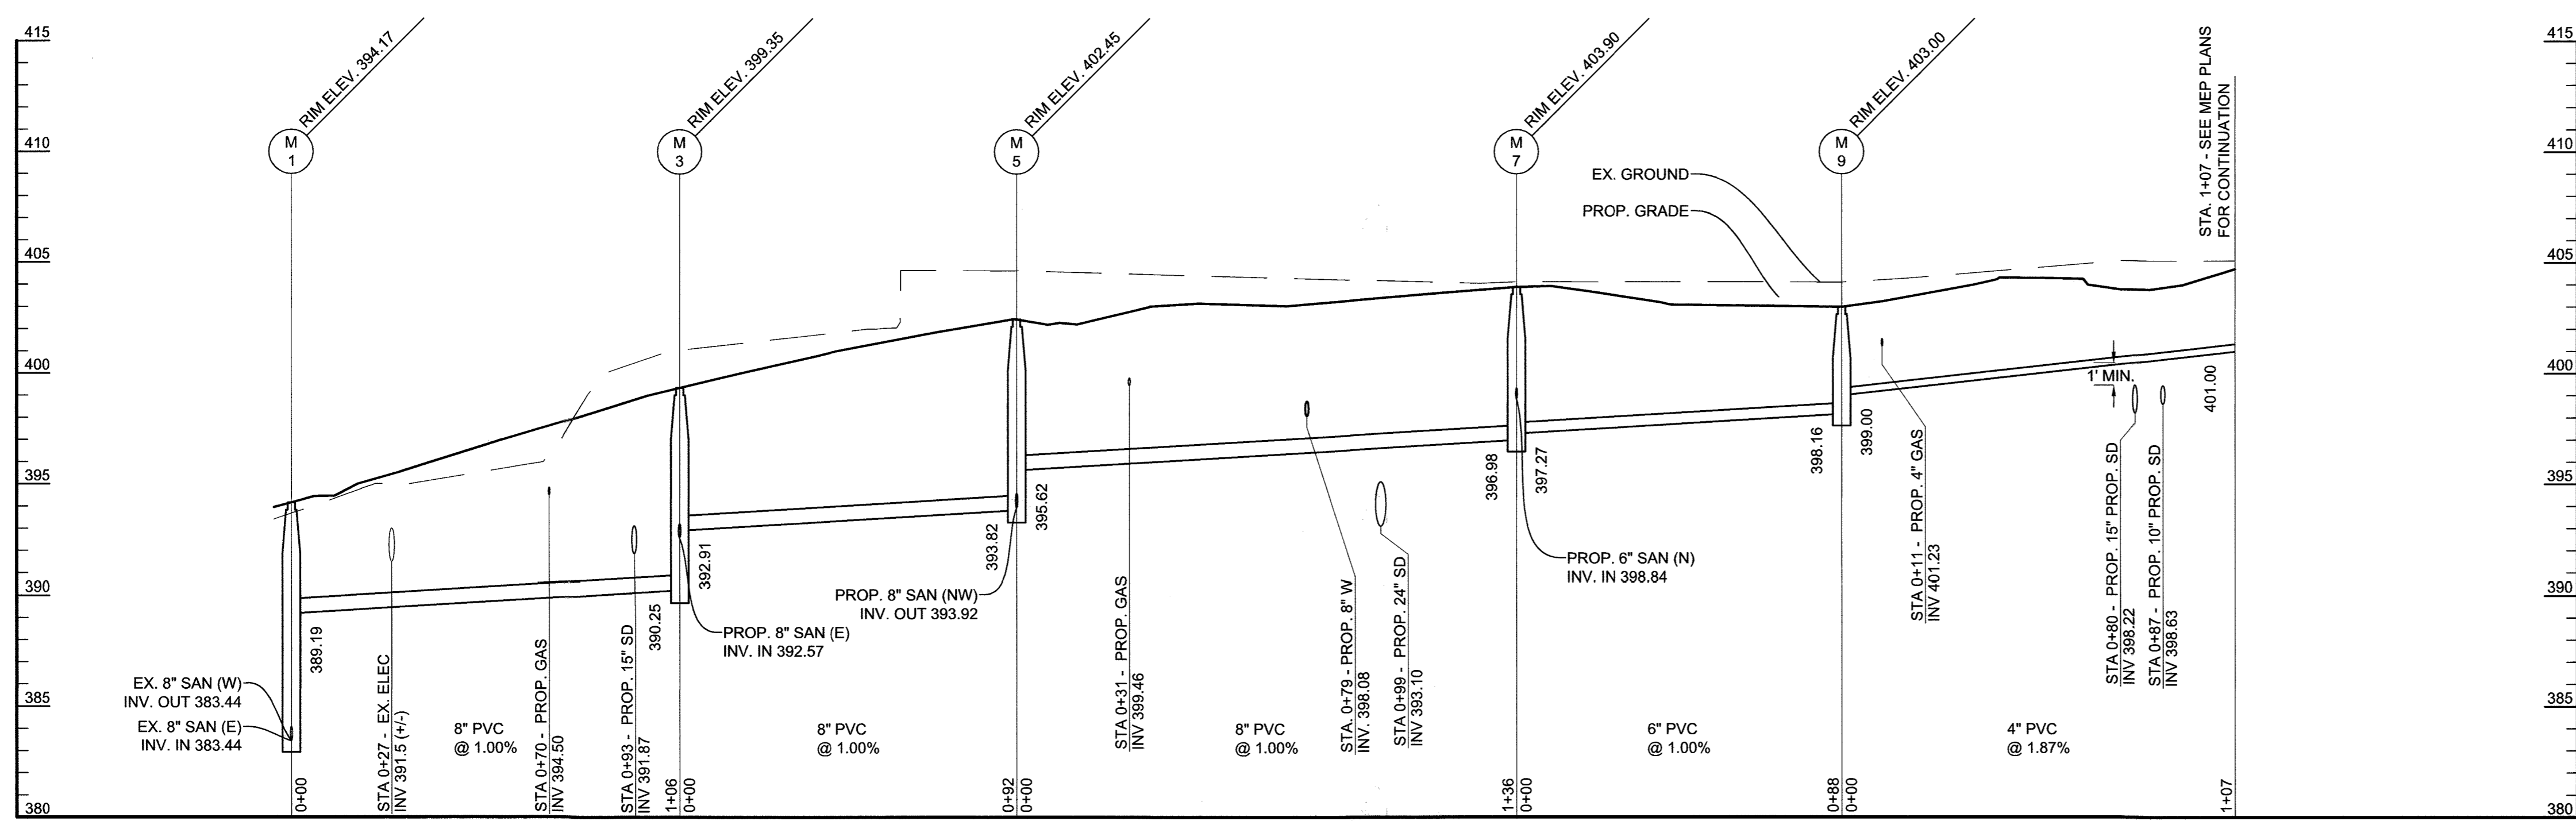 415
410
405
400
395
390
385
380
M
1
RIM ELEV. 394.17
M
3
RIM ELEV. 399.35
M
5
RIM ELEV. 402.45
M
7
RIM ELEV. 403.90
M
9
RIM ELEV. 403.00
STA. 1+07 - SEE MEP PLANS
FOR CONTINUATION
EX. GROUND
PROP. GRADE
389.19
EX. 8" SAN (W)
INV. OUT 383.44
EX. 8" SAN (E)
INV. IN 383.44
0+00
STA 0+27 - EX. ELEC
INV 391.5 (+/-)
8" PVC
@ 1.00%
STA 0+70 - PROP. GAS
INV 394.50
STA 0+93 - PROP. 15" SD
INV 391.87
390.25
1+06
0+00
392.91
PROP. 8" SAN (E)
INV. IN 392.57
8" PVC
@ 1.00%
393.82
PROP. 8" SAN (NW)
INV. OUT 393.92
0+92
0+00
395.62
STA 0+31 - PROP. GAS
INV 399.46
8" PVC
@ 1.00%
STA. 0+79 - PROP. 8" W
INV. 398.08
STA 0+99 - PROP. 24" SD
INV 393.10
396.98
1+36
0+00
397.27
PROP. 6" SAN (N)
INV. IN 398.84
6" PVC
@ 1.00%
398.16
0+88
0+00
399.00
STA 0+11 - PROP. 4" GAS
INV 401.23
4" PVC
@ 1.87%
1' MIN.
STA 0+80 - PROP. 15" PROP. SD
INV 398.22
STA 0+87 - PROP. 10" PROP. SD
INV 398.63
401.00
1+07
415
410
405
400
395
390
385
380